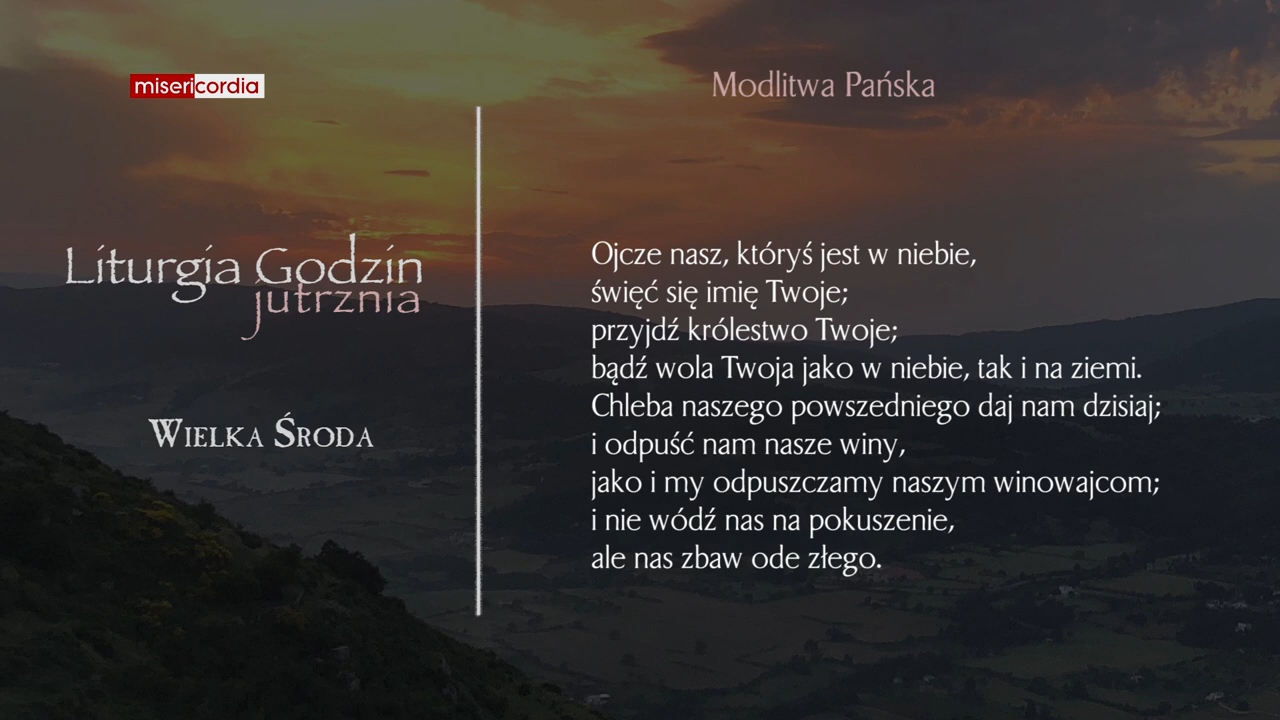 misericordia
Liturgia Godzin
jutrznia
Wielka Środa
Modlitwa Pańska
Ojcze nasz, któryś jest w niebie,
święć się imię Twoje;
przyjdź królestwo Twoje;
bądź wola Twoja jako w niebie, tak i na ziemi.
Chleba naszego powszedniego daj nam dzisiaj;
i odpuść nam nasze winy,
jako i my odpuszczamy naszym winowajcom;
i nie wódź nas na pokuszenie,
ale nas zbaw ode złego.